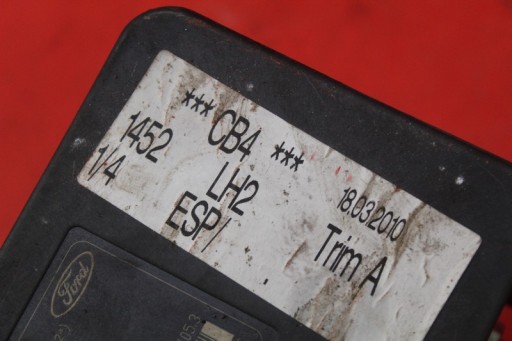 *** CB4 ***
1452 LH2 18.03.2010
1/4 ESP/ Trim A
Ford